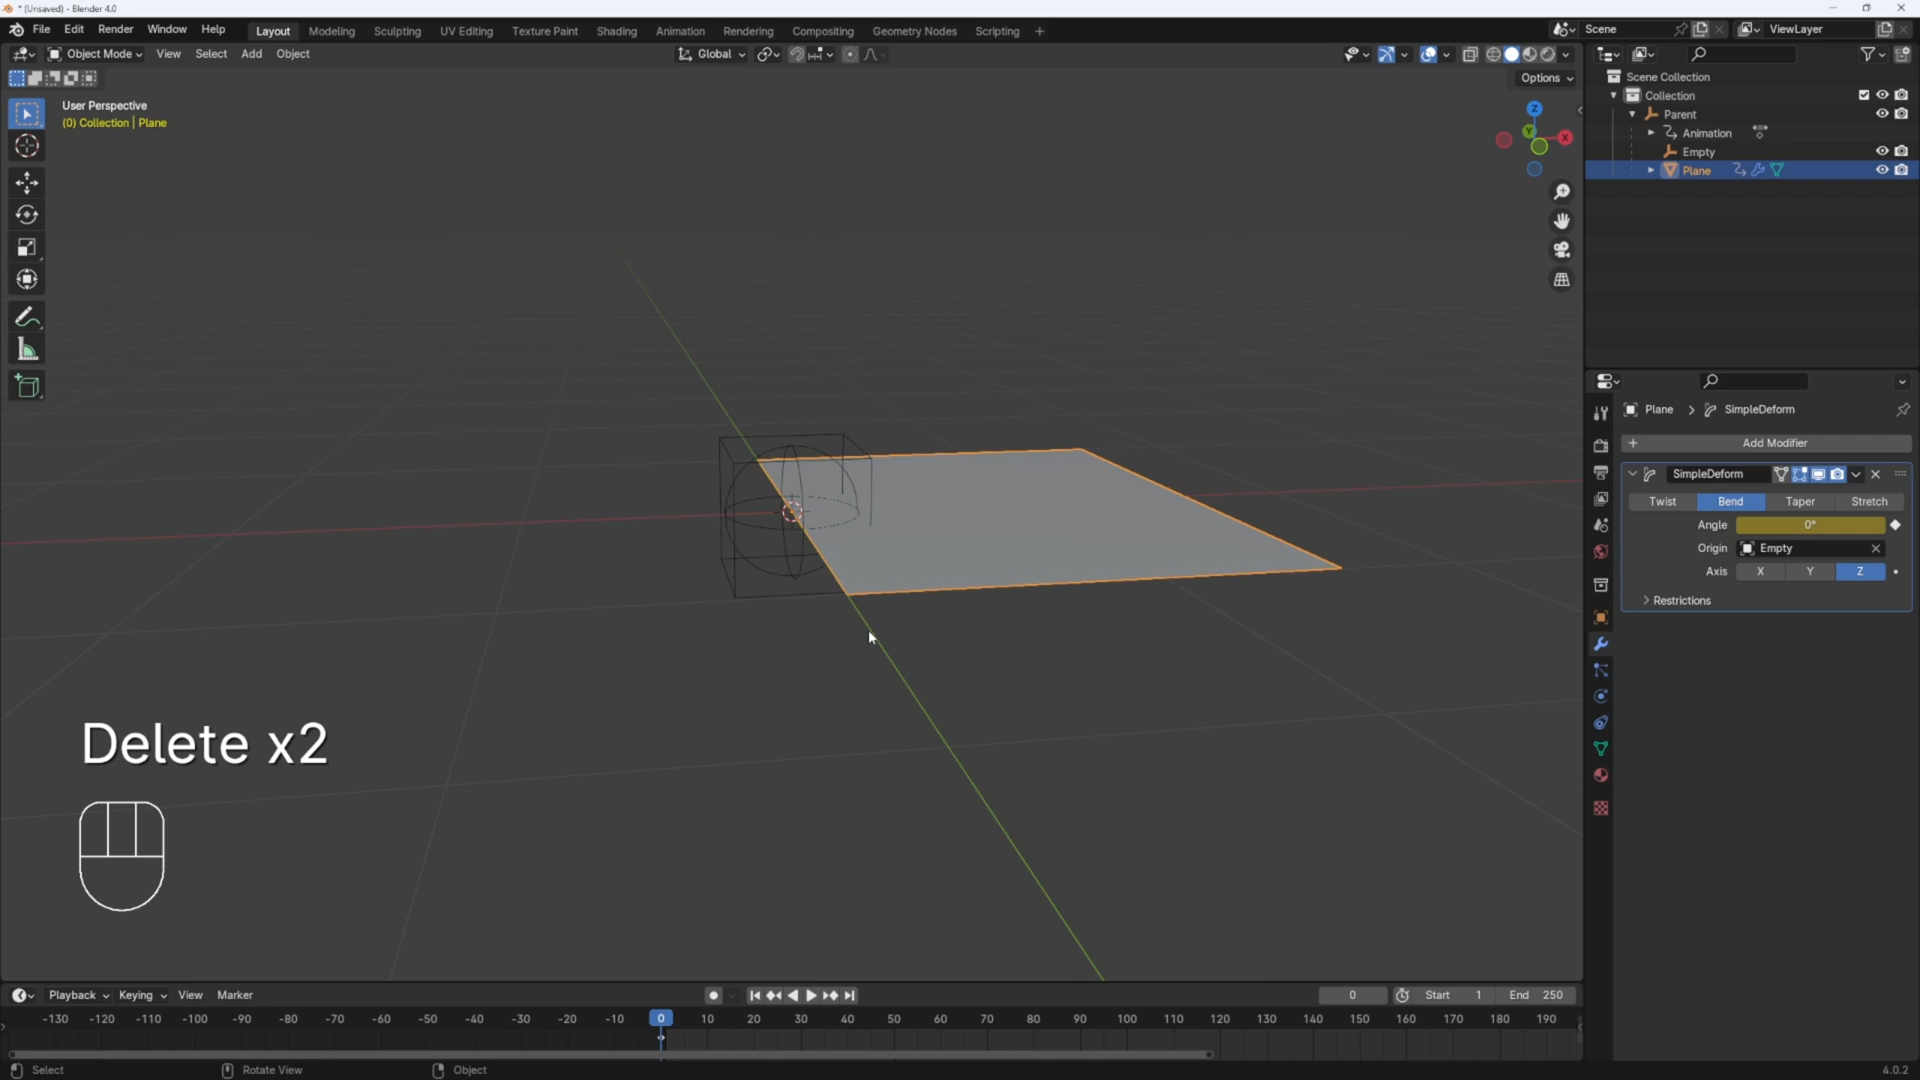 * (Unsaved) - Blender 4.0
File Edit Render Window Help Layout Modeling Sculpting UV Editing Texture Paint Shading Animation Rendering Compositing Geometry Nodes Scripting + Scene ViewLayer
Object Mode View Select Add Object Global
Options
User Perspective
(0) Collection | Plane
Z
Y
X
Scene Collection
Collection
Parent
Animation
Empty
Plane
Plane > SimpleDeform
+ Add Modifier
SimpleDeform
Twist Bend Taper Stretch
Angle 0°
Origin Empty
Axis X Y Z
Restrictions
Delete x2
Playback Keying View Marker 0 Start 1 End 250
-130 -120 -110 -100 -90 -80 -70 -60 -50 -40 -30 -20 -10 0 10 20 30 40 50 60 70 80 90 100 110 120 130 140 150 160 170 180 190
Select Rotate View Object 4.0.2